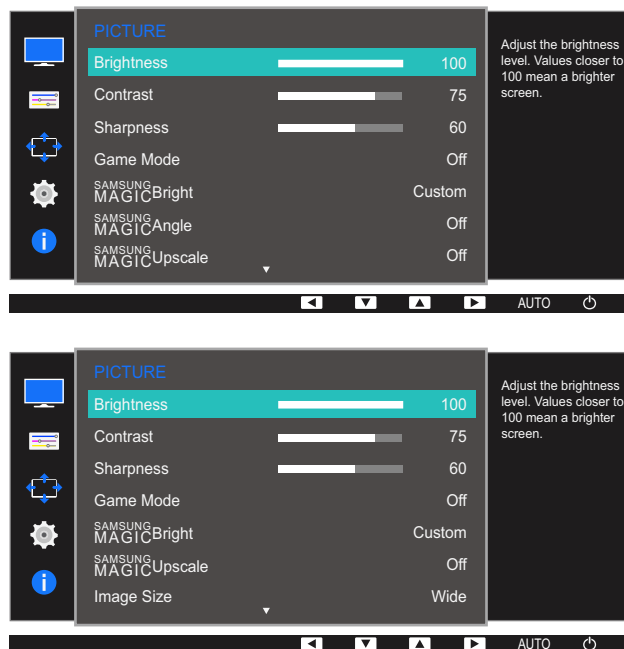 PICTURE
Brightness 100
Contrast 75
Sharpness 60
Game Mode Off
SAMSUNG MAGIC Bright Custom
SAMSUNG MAGIC Angle Off
SAMSUNG MAGIC Upscale Off
Adjust the brightness
level. Values closer to
100 mean a brighter
screen.
AUTO
PICTURE
Brightness 100
Contrast 75
Sharpness 60
Game Mode Off
SAMSUNG MAGIC Bright Custom
SAMSUNG MAGIC Upscale Off
Image Size Wide
Adjust the brightness
level. Values closer to
100 mean a brighter
screen.
AUTO